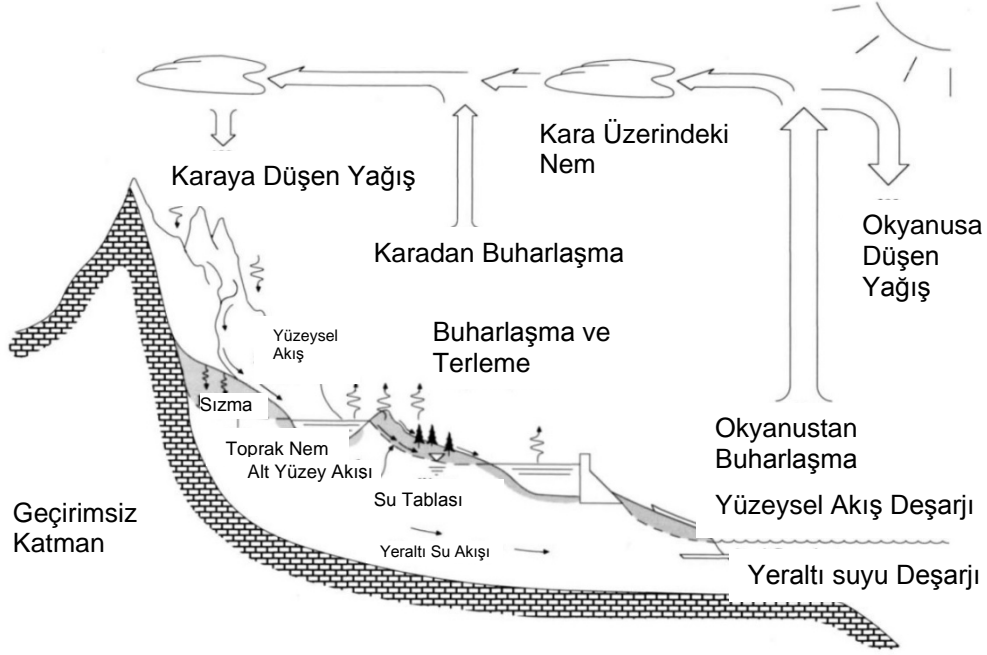 Kara Üzerindeki
Nem
Karaya Düşen Yağış
Okyanusa
Düşen
Yağış
Karadan Buharlaşma
Yüzeysel
Akış
Buharlaşma ve
Terleme
Sızma
Toprak Nem
Alt Yüzey Akışı
Okyanustan
Buharlaşma
Su Tablası
Yüzeysel Akış Deşarjı
Geçirimsiz
Katman
Yeraltı Su Akışı
Yeraltı suyu Deşarjı